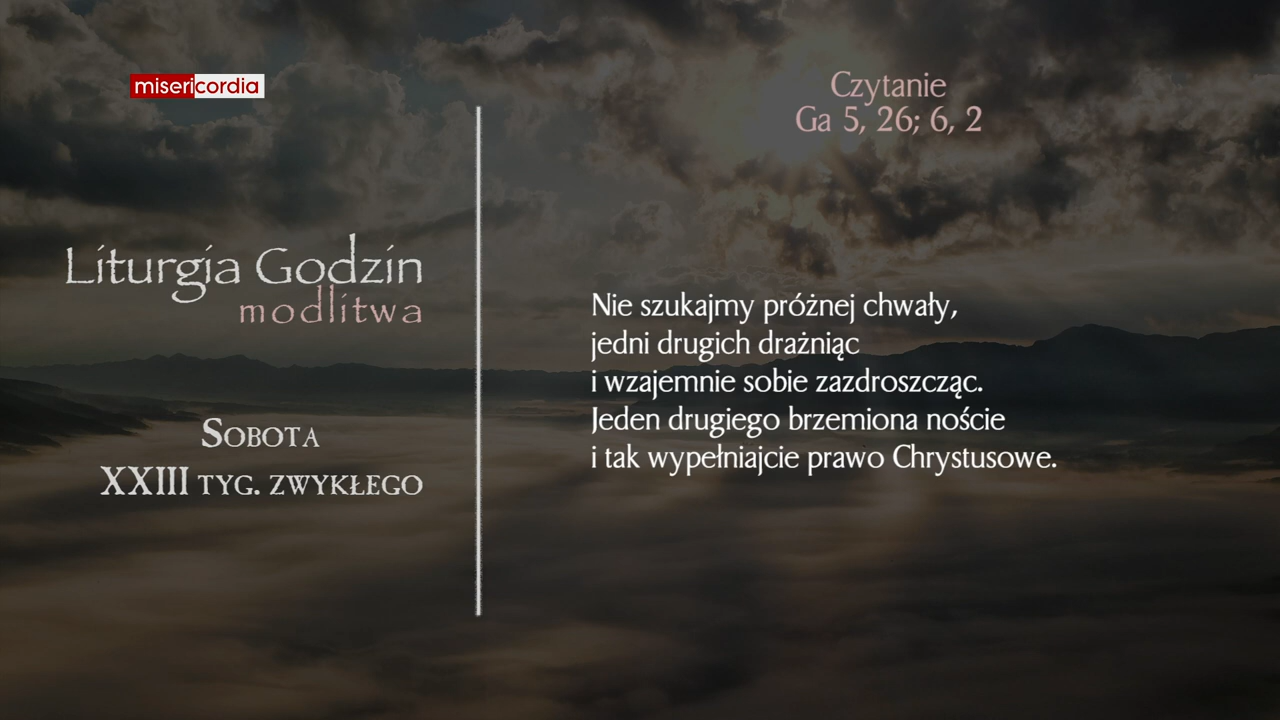 misericordia
Liturgia Godzin
modlitwa
Sobota
XXIII tyg. zwykłego
Czytanie
Ga 5, 26; 6, 2
Nie szukajmy próżnej chwały,
jedni drugich drażniąc
i wzajemnie sobie zazdroszcząc.
Jeden drugiego brzemiona noście
i tak wypełniajcie prawo Chrystusowe.